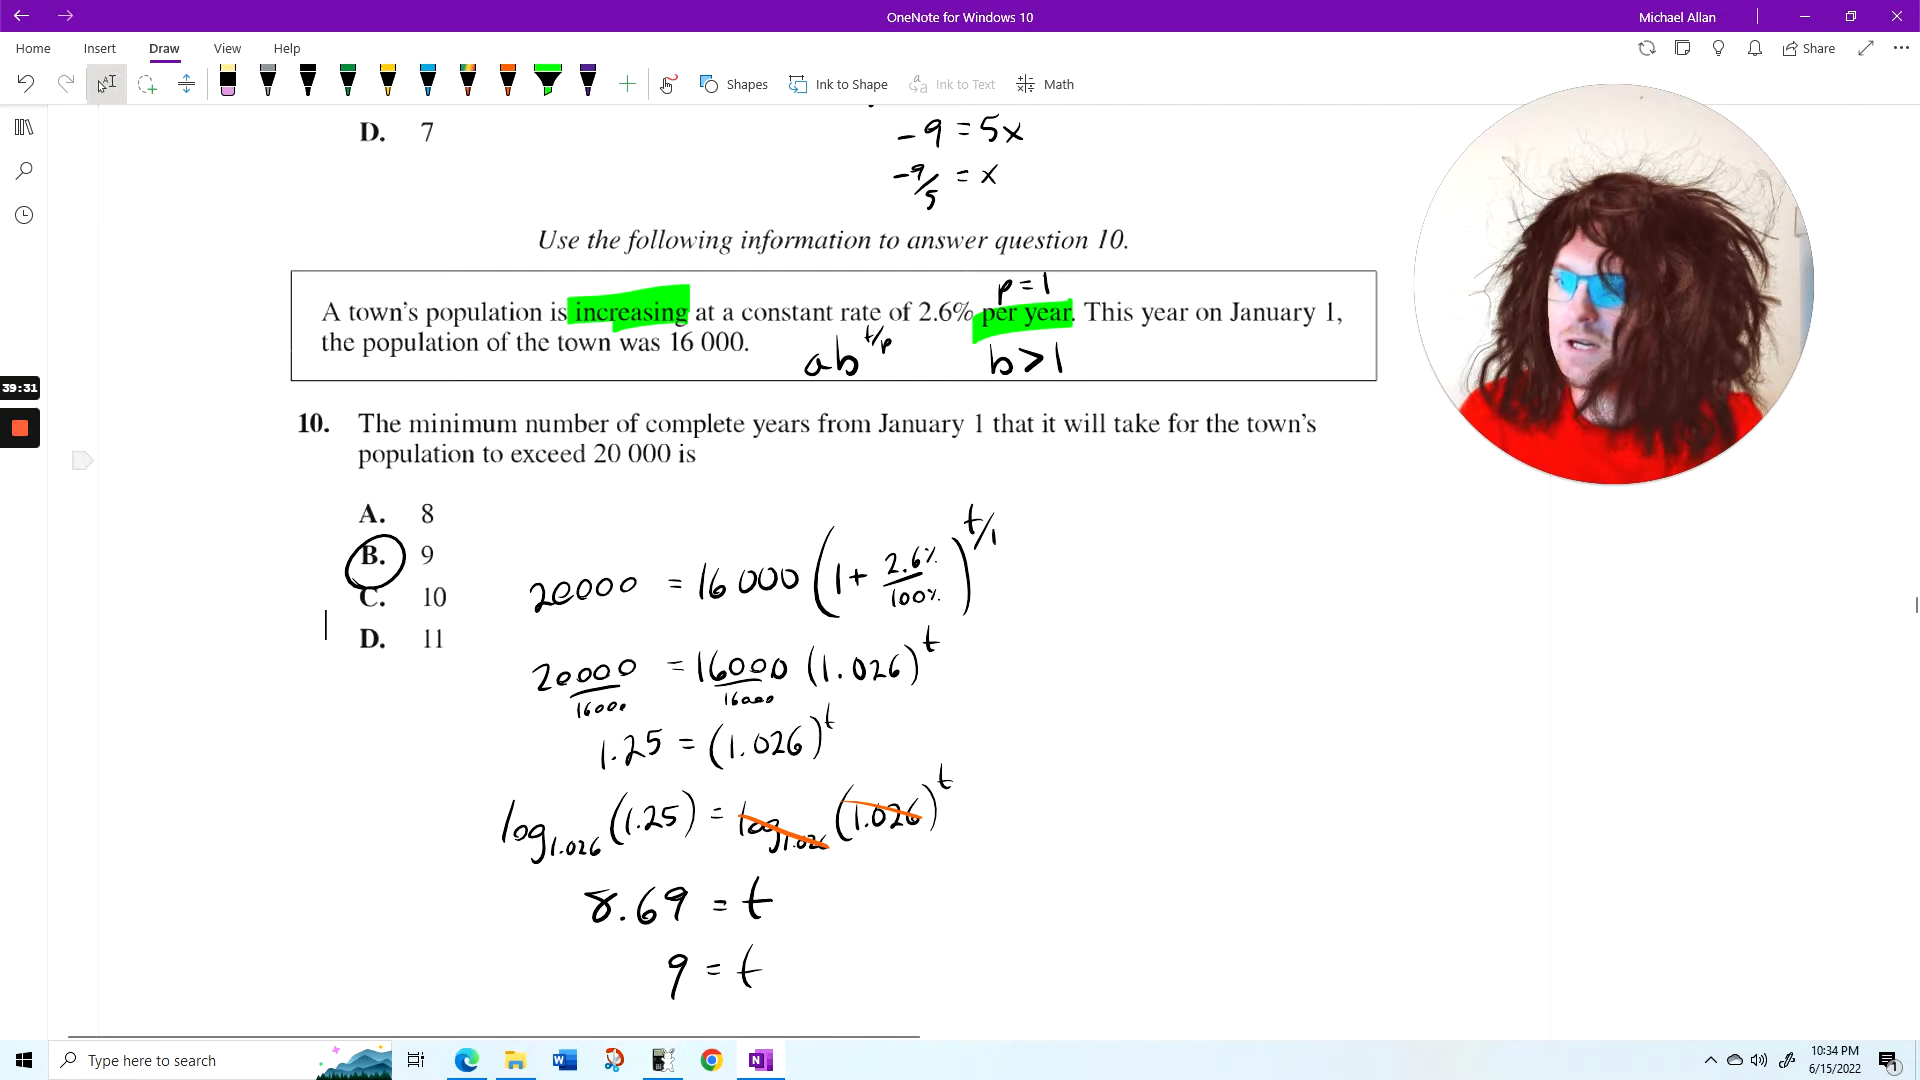 OneNote for Windows 10
Michael Allan
Home Insert Draw View Help
Share
Shapes Ink to Shape Ink to Text Math
D. 7
-9 = 5x
-9/5 = x
Use the following information to answer question 10.
p = 1
A town's population is increasing at a constant rate of 2.6% per year. This year on January 1,
the population of the town was 16 000.
ab^t/p
b > 1
39:31
10. The minimum number of complete years from January 1 that it will take for the town's
population to exceed 20 000 is
A. 8
B. 9
C. 10
D. 11
20000 = 16 000 (1 + 2.6%/100%)^t/1
20000/16000 = 16000/16000 (1.026)^t
1.25 = (1.026)^t
log1.026 (1.25) = log1.026 (1.026)^t
8.69 = t
9 = t
Type here to search
10:34 PM
6/15/2022